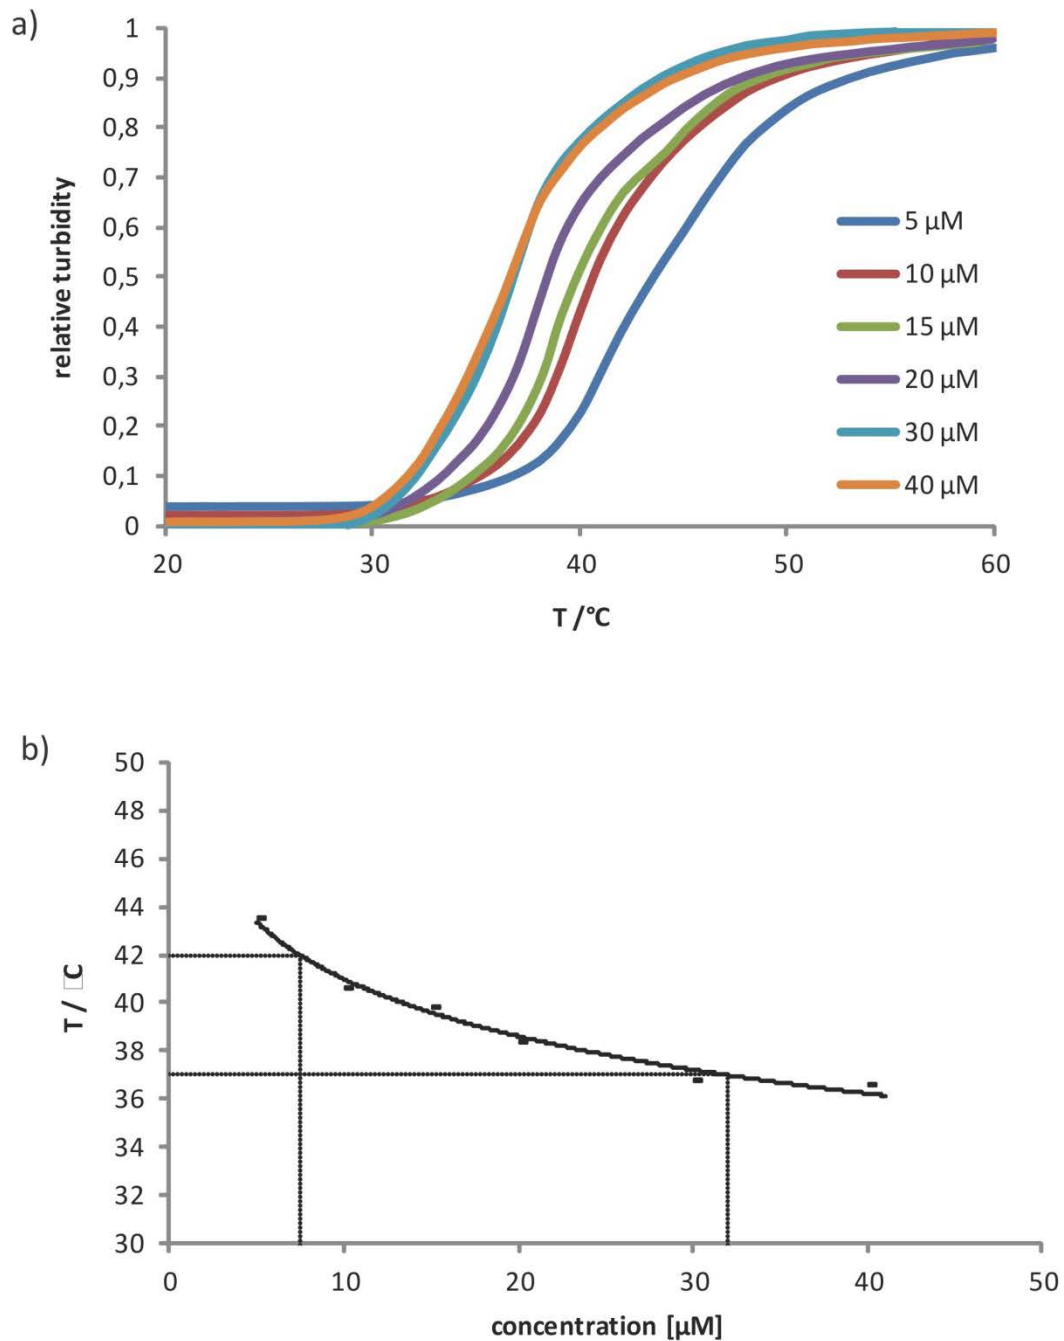 a)
1
0,9
0,8
0,7
0,6
0,5
0,4
0,3
0,2
0,1
0
relative turbidity
5 µM
10 µM
15 µM
20 µM
30 µM
40 µM
20 30 40 50 60
T /°C
b)
50
48
46
44
42
40
38
36
34
32
30
T / □C
0 10 20 30 40 50
concentration [µM]